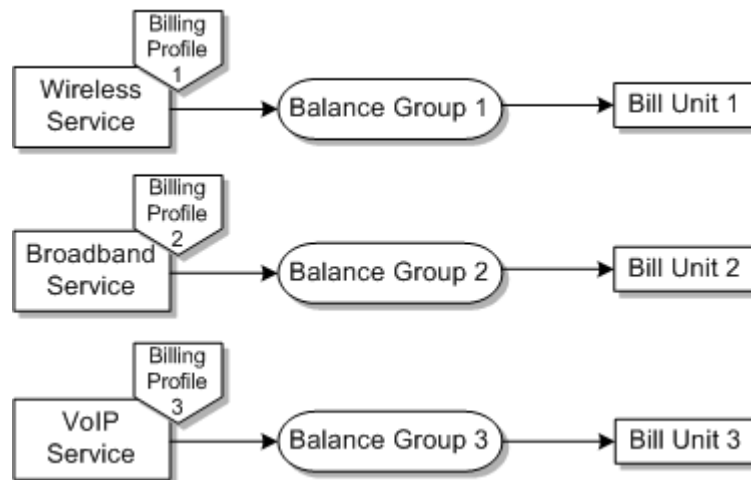 Billing
Profile
1
Wireless
Service
Balance Group 1
Bill Unit 1
Billing
Profile
2
Broadband
Service
Balance Group 2
Bill Unit 2
Billing
Profile
3
VoIP
Service
Balance Group 3
Bill Unit 3